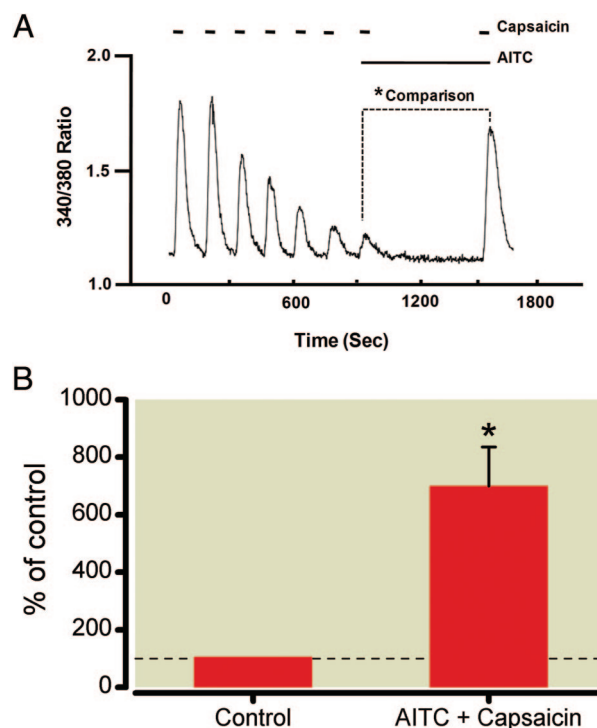 A
Capsaicin
AITC
2.0
* Comparison
340/380 Ratio
1.5
1.0
0 600 1200 1800
Time (Sec)
B
1000
800
*
600
% of control
400
200
0
Control AITC + Capsaicin